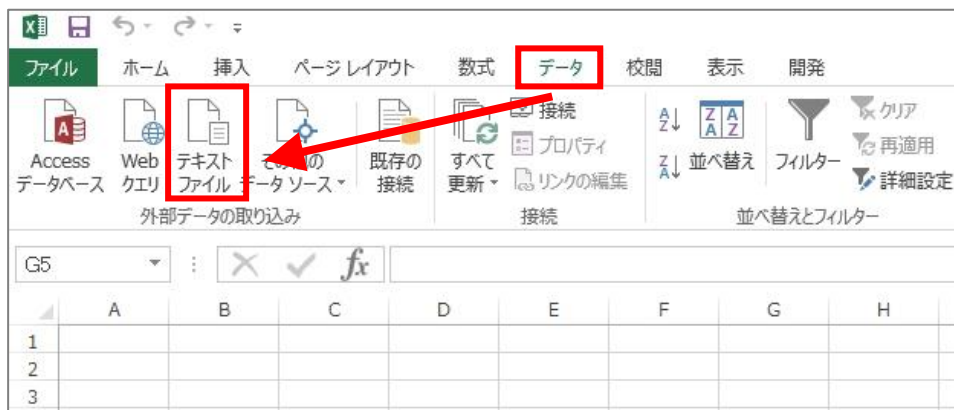 ファイル ホーム 挿入 ページ レイアウト 数式 データ 校閲 表示 開発
接続 クリア
プロパティ 再適用
Access Web テキスト 既存の すべて 並べ替え フィルター
データベース クエリ ファイル データ ソース 接続 更新 リンクの編集 詳細設定
外部データの取り込み 接続 並べ替えとフィルター
G5 fx
A B C D E F G H
1
2
3